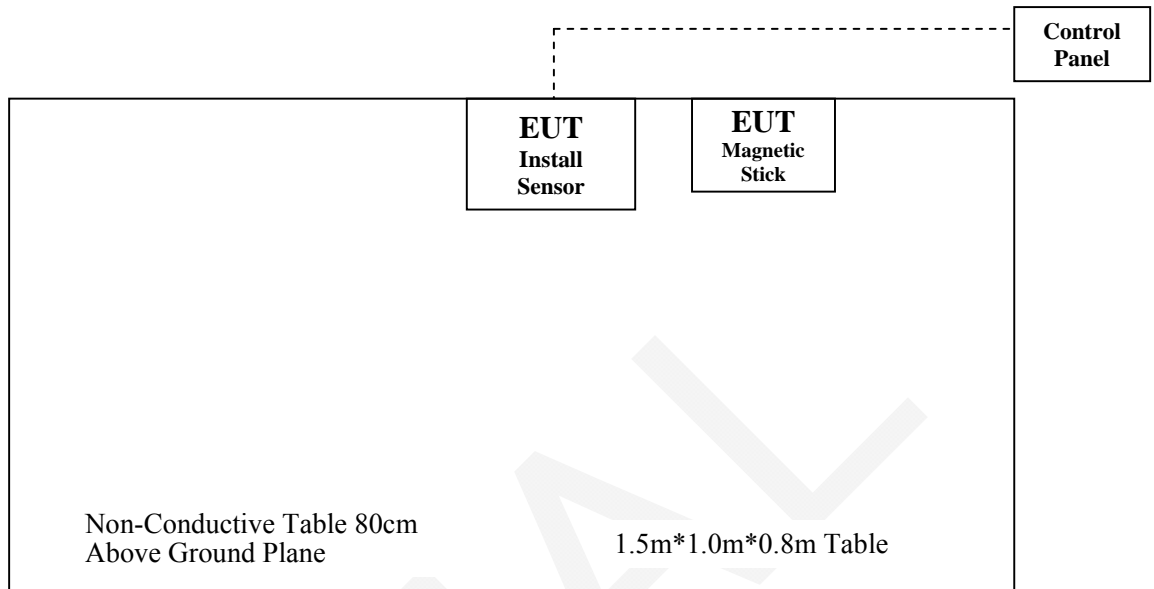 Control
Panel
EUT
Install
Sensor
EUT
Magnetic
Stick
Non-Conductive Table 80cm
Above Ground Plane
1.5m*1.0m*0.8m Table